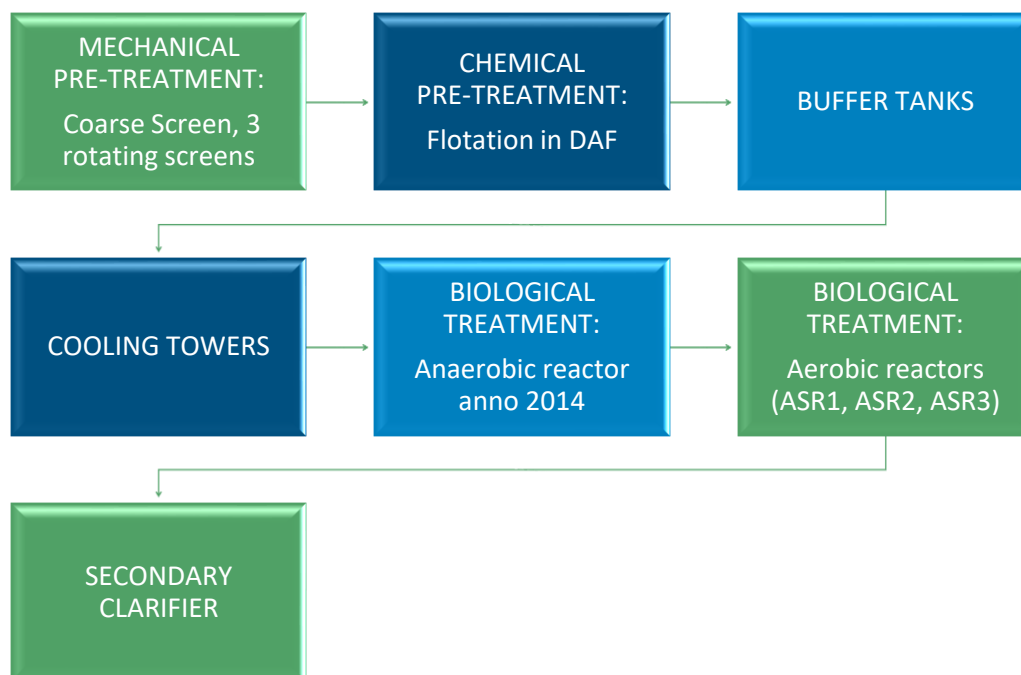 MECHANICAL
PRE-TREATMENT:
Coarse Screen, 3
rotating screens
CHEMICAL
PRE-TREATMENT:
Flotation in DAF
BUFFER TANKS
COOLING TOWERS
BIOLOGICAL
TREATMENT:
Anaerobic reactor
anno 2014
BIOLOGICAL
TREATMENT:
Aerobic reactors
(ASR1, ASR2, ASR3)
SECONDARY
CLARIFIER